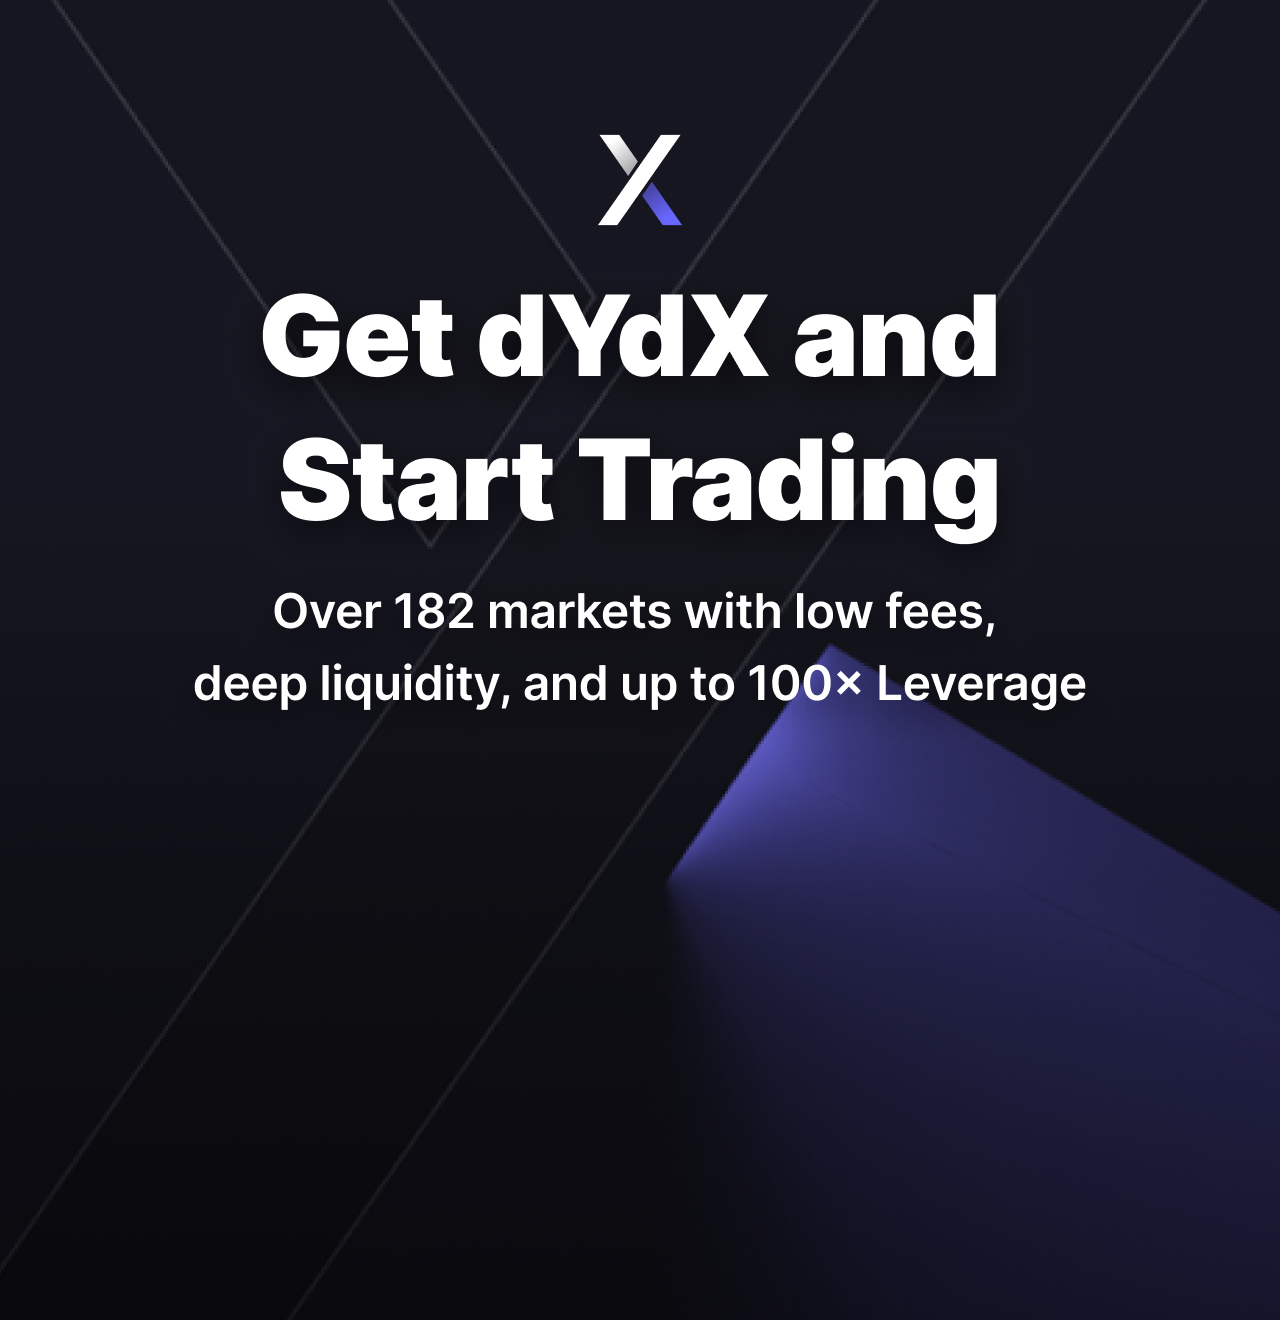 Get dYdX and
Start Trading
Over 182 markets with low fees,
deep liquidity, and up to 100× Leverage